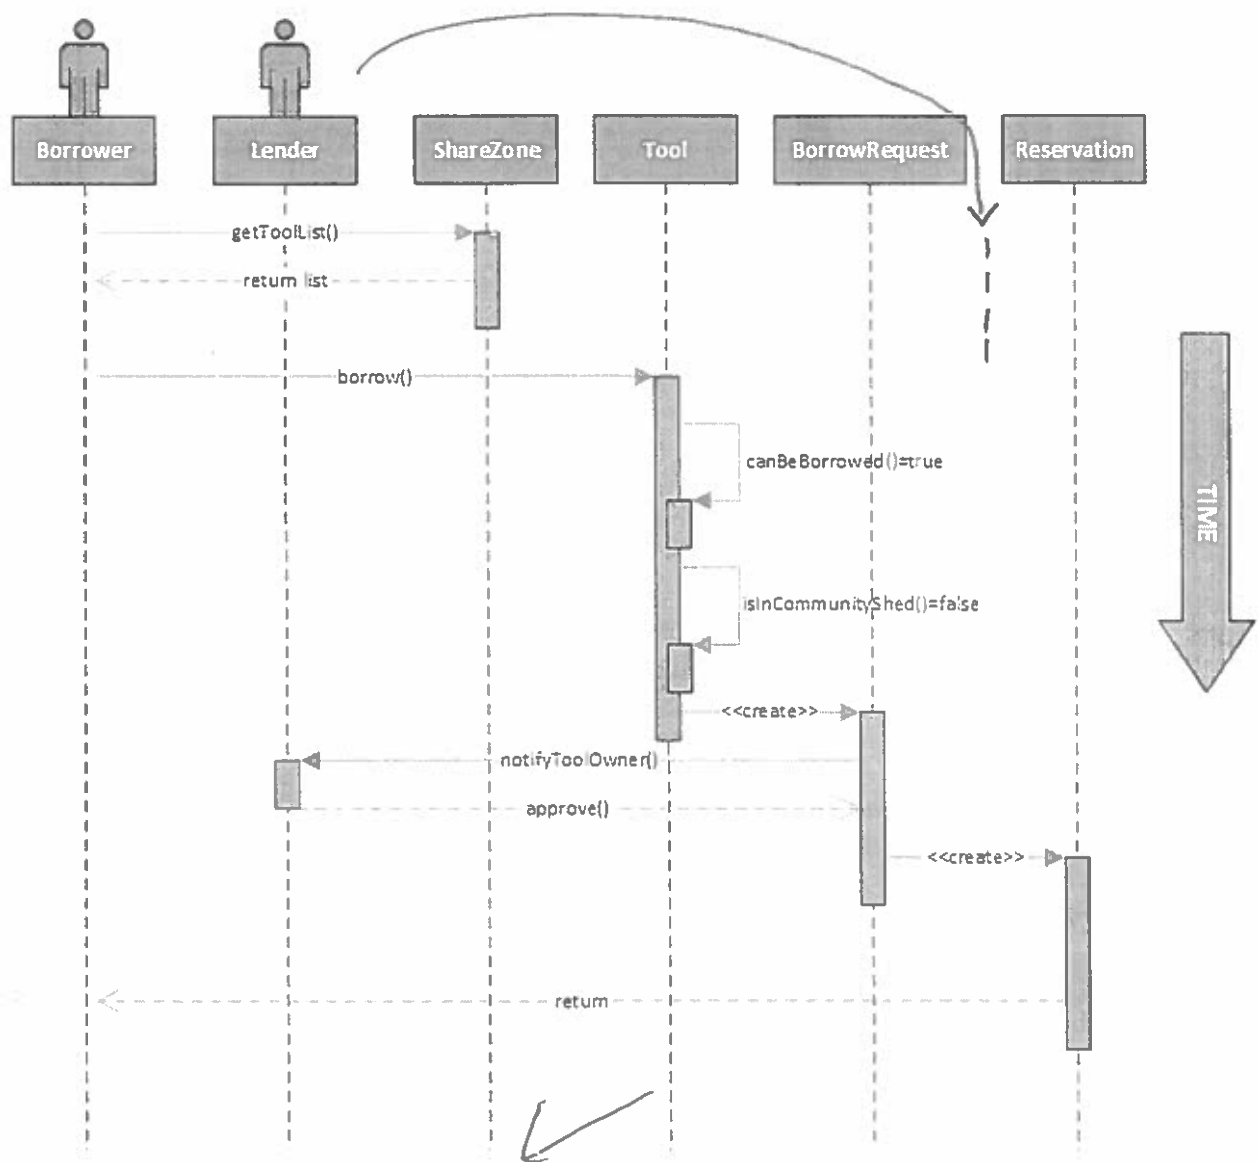 Borrower
Lender
ShareZone
Tool
BorrowRequest
Reservation
getToolList()
return list
borrow()
canBeBorrowed()=true
TIME
isInCommunityShed()=false
<<create>>
notifyToolOwner()
approve()
<<create>>
return